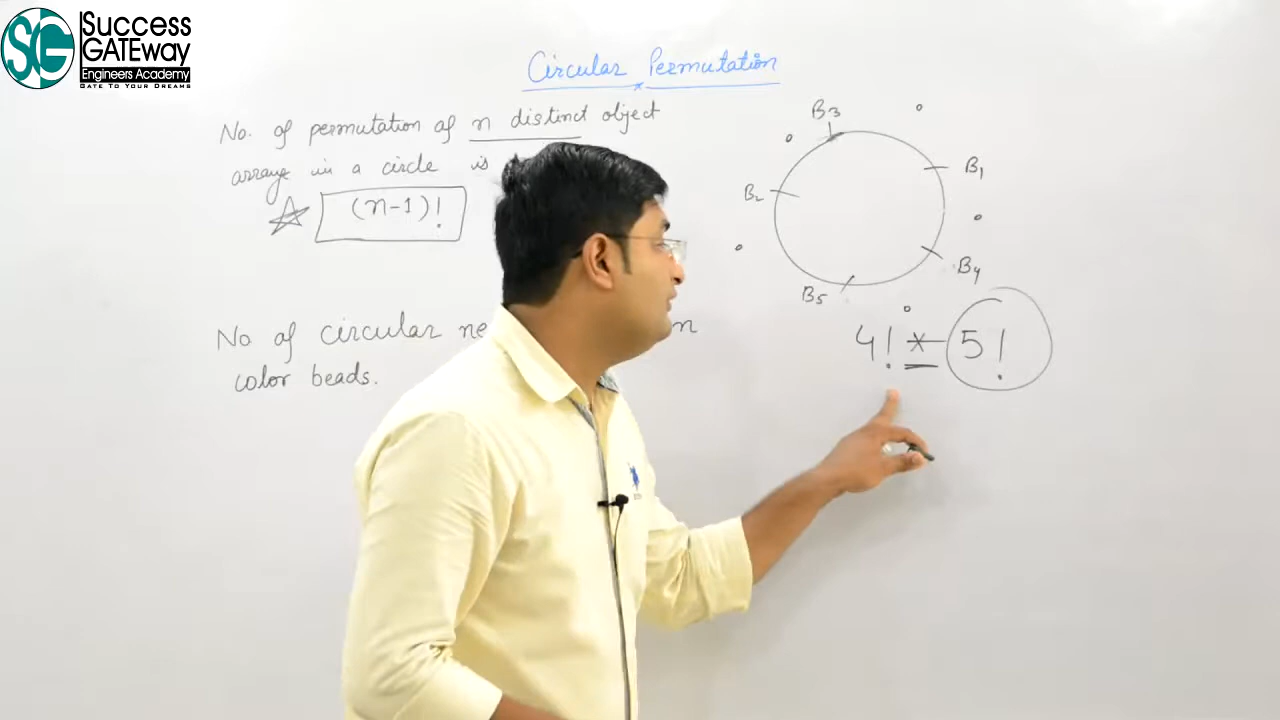 Success
GATEway
Engineers Academy
GATE TO YOUR DREAMS
Circular Permutation
No. of permutation of n distinct object
arrange in a circle is
(n-1)!
No. of circular ne n
color beads.
B3
B1
B2
B4
B5
4! * 5!